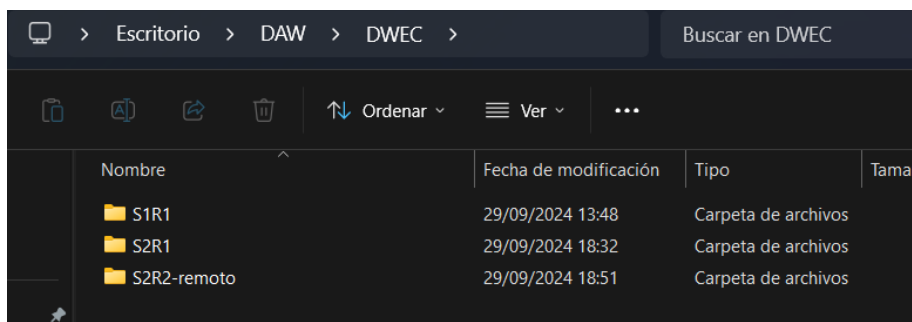 Escritorio > DAW > DWEC > Buscar en DWEC
Ordenar Ver
Nombre Fecha de modificación Tipo Tama
S1R1 29/09/2024 13:48 Carpeta de archivos
S2R1 29/09/2024 18:32 Carpeta de archivos
S2R2-remoto 29/09/2024 18:51 Carpeta de archivos